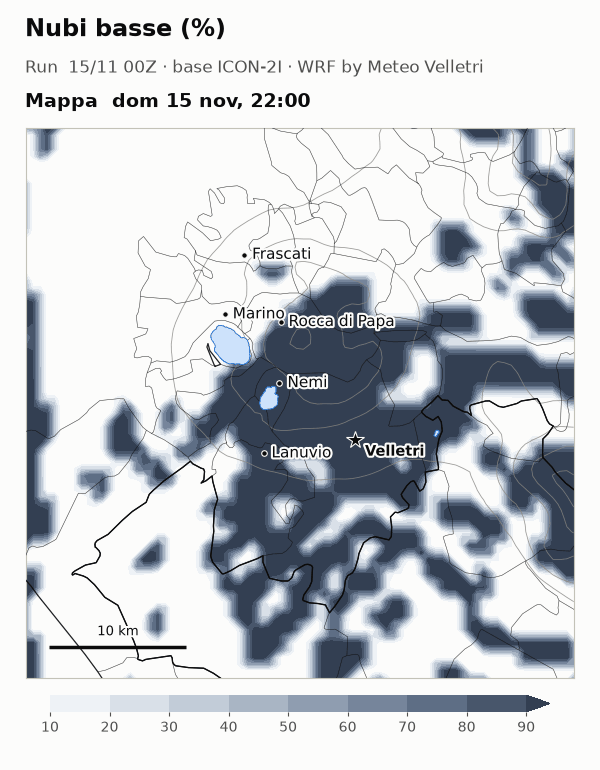 Nubi basse (%)
Run  15/11 00Z · base ICON-2I · WRF by Meteo Velletri
Mappa  dom 15 nov, 22:00
Frascati
Marino
Rocca di Papa
Nemi
Velletri
Lanuvio
10 km
10 20 30 40 50 60 70 80 90